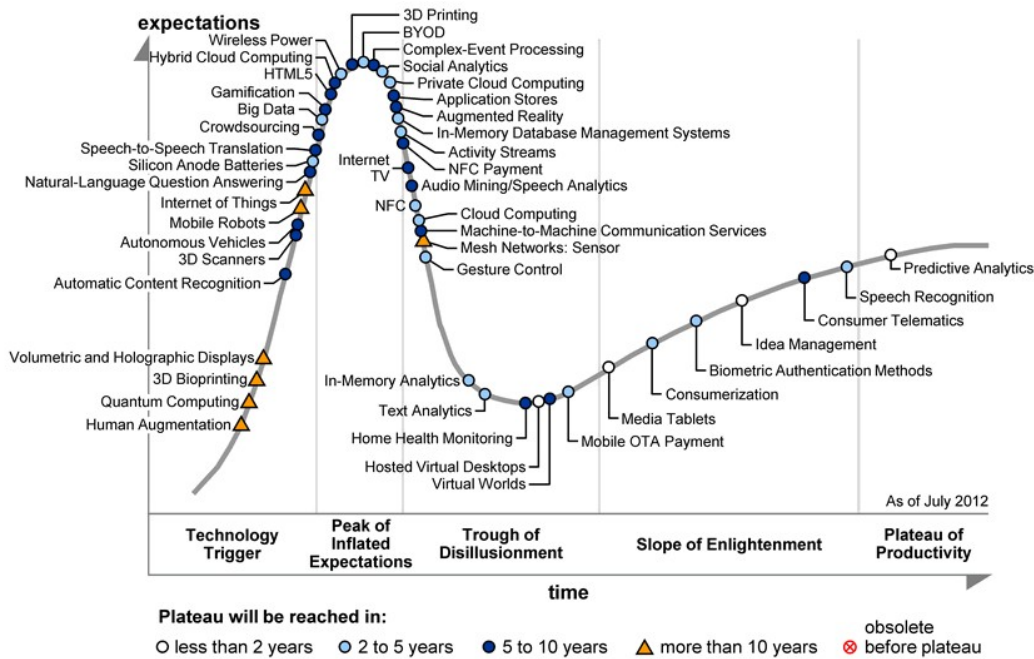 expectations
3D Printing
BYOD
Complex-Event Processing
Social Analytics
Private Cloud Computing
Application Stores
Augmented Reality
In-Memory Database Management Systems
Activity Streams
NFC Payment
Audio Mining/Speech Analytics
Cloud Computing
Machine-to-Machine Communication Services
Mesh Networks: Sensor
Gesture Control
Wireless Power
Hybrid Cloud Computing
HTML5
Gamification
Big Data
Crowdsourcing
Speech-to-Speech Translation
Silicon Anode Batteries
Natural-Language Question Answering
Internet of Things
Mobile Robots
Autonomous Vehicles
3D Scanners
Automatic Content Recognition
Volumetric and Holographic Displays
3D Bioprinting
Quantum Computing
Human Augmentation
Internet
TV
NFC
In-Memory Analytics
Text Analytics
Home Health Monitoring
Hosted Virtual Desktops
Virtual Worlds
Mobile OTA Payment
Media Tablets
Consumerization
Biometric Authentication Methods
Idea Management
Consumer Telematics
Speech Recognition
Predictive Analytics
As of July 2012
Technology
Trigger
Peak of
Inflated
Expectations
Trough of
Disillusionment
Slope of Enlightenment
Plateau of
Productivity
time
Plateau will be reached in:
less than 2 years
2 to 5 years
5 to 10 years
more than 10 years
obsolete
before plateau